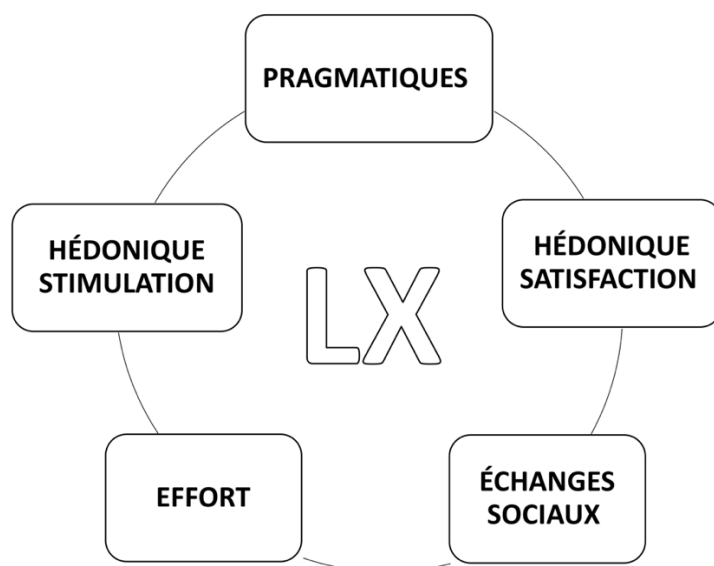 PRAGMATIQUES
HÉDONIQUE
STIMULATION
HÉDONIQUE
SATISFACTION
LX
EFFORT
ÉCHANGES
SOCIAUX